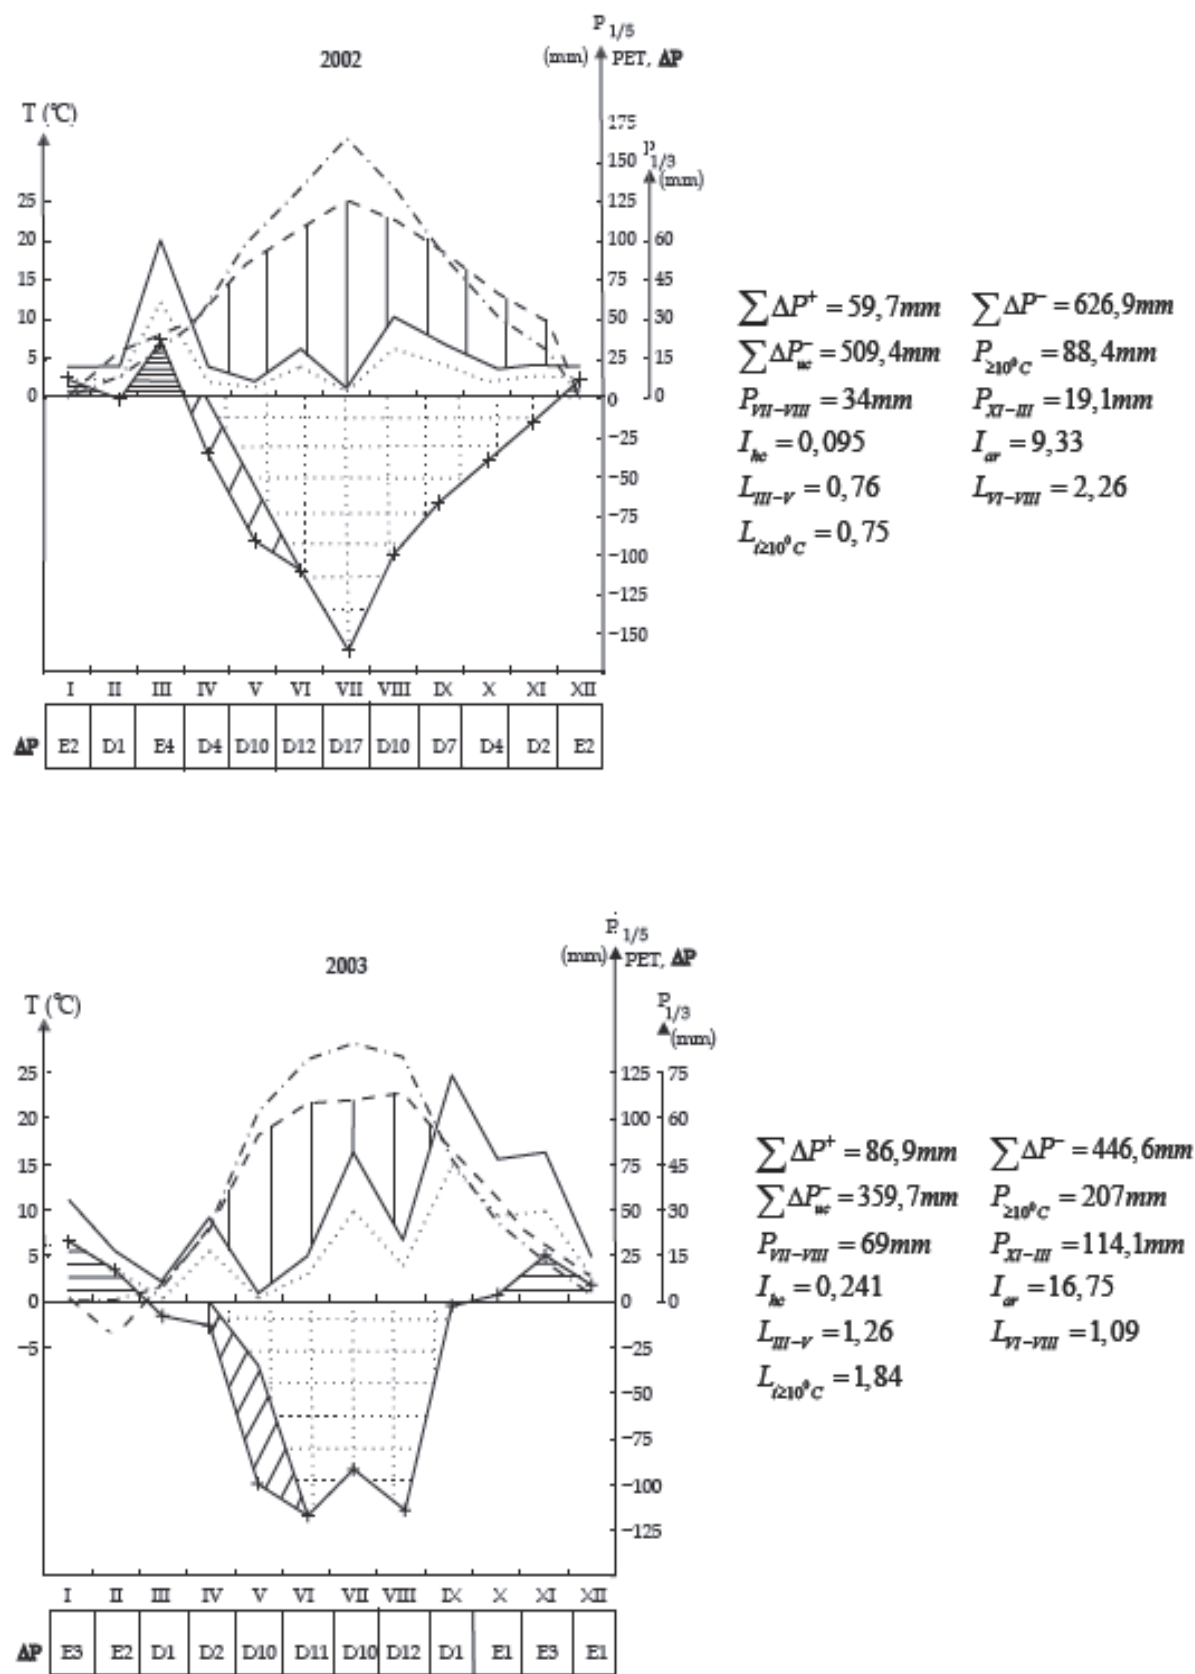 P 1/5
2002
(mm) PET, ΔP
T (℃)
175
150 P 1/3
(mm)
25 125
20 100 60
15 75 45
10 50 30
5 25 15
0 0 0
−25
−50
−75
−100
−125
−150
I II III IV V VI VII VIII IX X XI XII
ΔP E2 D1 E4 D4 D10 D12 D17 D10 D7 D4 D2 E2
∑ΔP⁺ = 59,7mm ∑ΔP⁻ = 626,9mm
∑ΔP⁻uc = 509,4mm P≥10⁰C = 88,4mm
PVII−VIII = 34mm PXI−III = 19,1mm
Ihc = 0,095 Iar = 9,33
LIII−V = 0,76 LVI−VIII = 2,26
Lt≥10⁰C = 0,75
P 1/5
2003
(mm) PET, ΔP
T (℃)
P 1/3
(mm)
25 125 75
20 100 60
15 75 45
10 50 30
5 25 15
0 0 0
−5 −25
−50
−75
−100
−125
I II III IV V VI VII VIII IX X XI XII
ΔP E3 E2 D1 D2 D10 D11 D10 D12 D1 E1 E3 E1
∑ΔP⁺ = 86,9mm ∑ΔP⁻ = 446,6mm
∑ΔP⁻uc = 359,7mm P≥10⁰C = 207mm
PVII−VIII = 69mm PXI−III = 114,1mm
Ihc = 0,241 Iar = 16,75
LIII−V = 1,26 LVI−VIII = 1,09
Lt≥10⁰C = 1,84